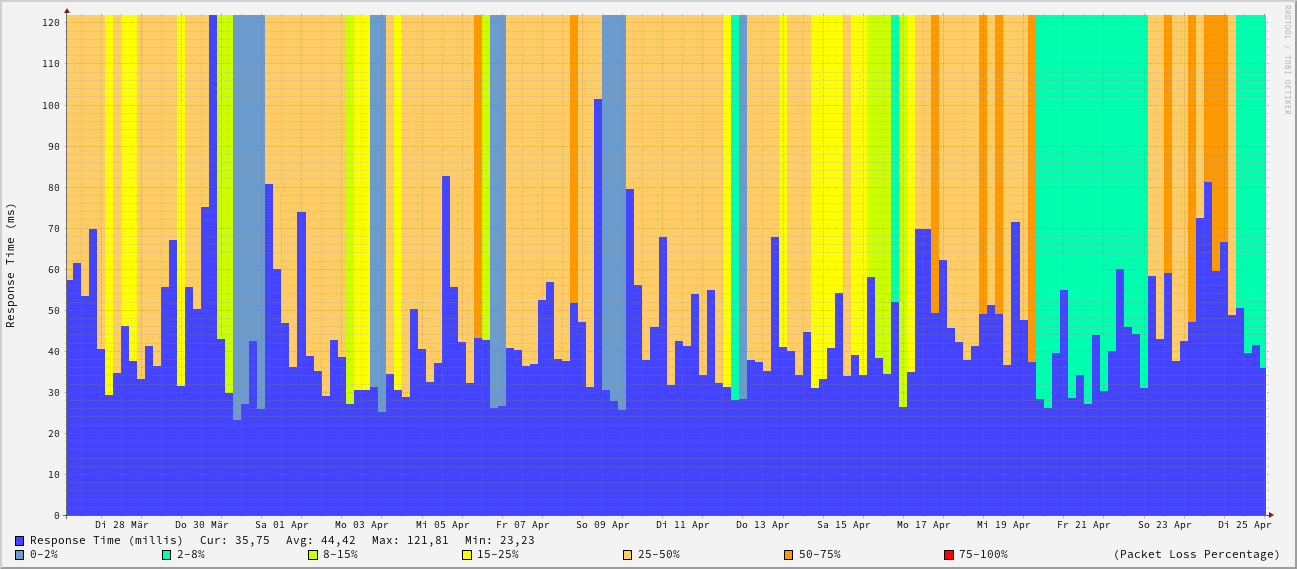 RRDTOOL / TOBI OETIKER
Response Time (ms)
120
110
100
90
80
70
60
50
40
30
20
10
0
Di 28 Mär Do 30 Mär Sa 01 Apr Mo 03 Apr Mi 05 Apr Fr 07 Apr So 09 Apr Di 11 Apr Do 13 Apr Sa 15 Apr Mo 17 Apr Mi 19 Apr Fr 21 Apr So 23 Apr Di 25 Apr
Response Time (millis) Cur: 35,75 Avg: 44,42 Max: 121,81 Min: 23,23
0-2% 2-8% 8-15% 15-25% 25-50% 50-75% 75-100% (Packet Loss Percentage)